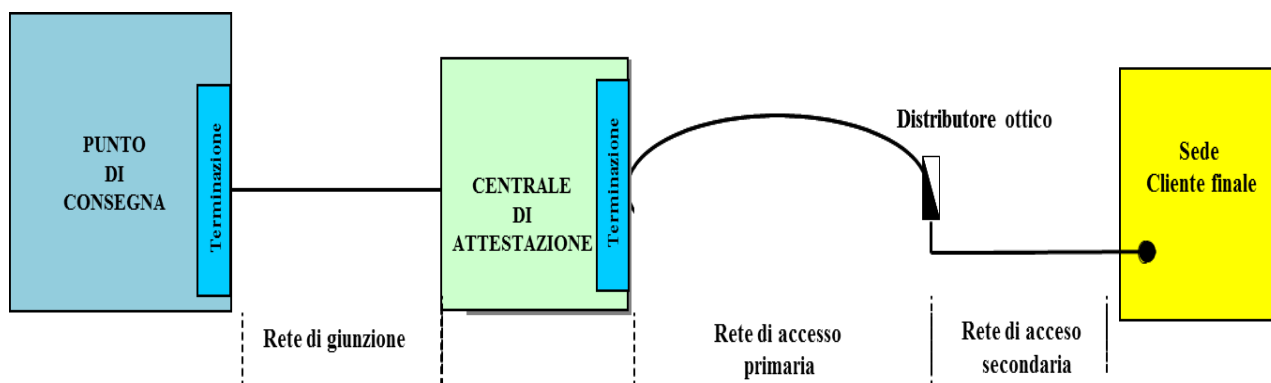 PUNTO
DI
CONSEGNA
Terminazione
Rete di giunzione
CENTRALE
DI
ATTESTAZIONE
Terminazione
Rete di accesso
primaria
Distributore ottico
Rete di acceso
secondaria
Sede
Cliente finale